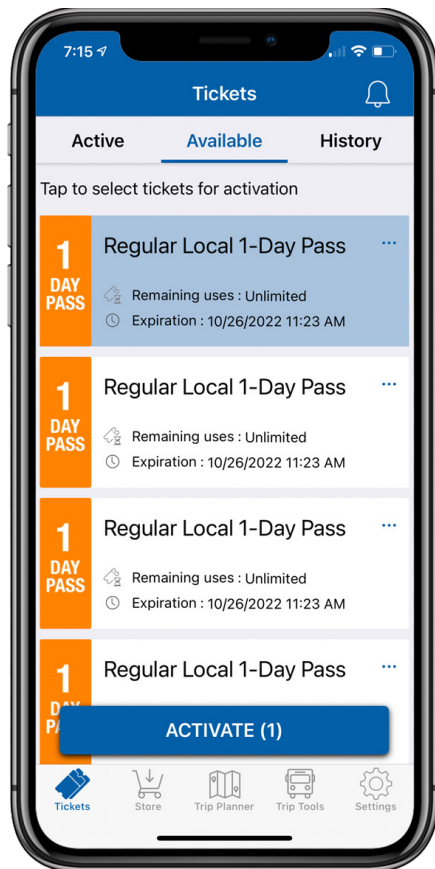 7:15
Tickets
Active Available History
Tap to select tickets for activation
1
DAY
PASS
Regular Local 1-Day Pass
Remaining uses : Unlimited
Expiration : 10/26/2022 11:23 AM
1
DAY
PASS
Regular Local 1-Day Pass
Remaining uses : Unlimited
Expiration : 10/26/2022 11:23 AM
1
DAY
PASS
Regular Local 1-Day Pass
Remaining uses : Unlimited
Expiration : 10/26/2022 11:23 AM
1
Regular Local 1-Day Pass
ACTIVATE (1)
Tickets Store Trip Planner Trip Tools Settings